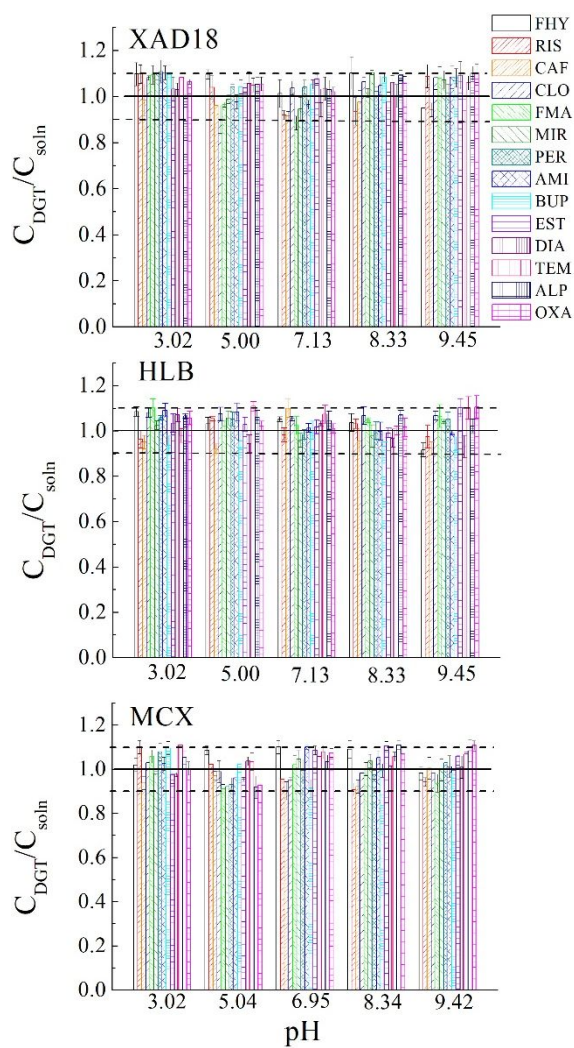 XAD18
1.2
1.0
0.8
0.6
0.4
0.2
0.0
C_DGT/C_soln
3.02 5.00 7.13 8.33 9.45
FHY
RIS
CAF
CLO
FMA
MIR
PER
AMI
BUP
EST
DIA
TEM
ALP
OXA
HLB
1.2
1.0
0.8
0.6
0.4
0.2
0.0
C_DGT/C_soln
3.02 5.00 7.13 8.33 9.45
MCX
1.2
1.0
0.8
0.6
0.4
0.2
0.0
C_DGT/C_soln
3.02 5.04 6.95 8.34 9.42
pH